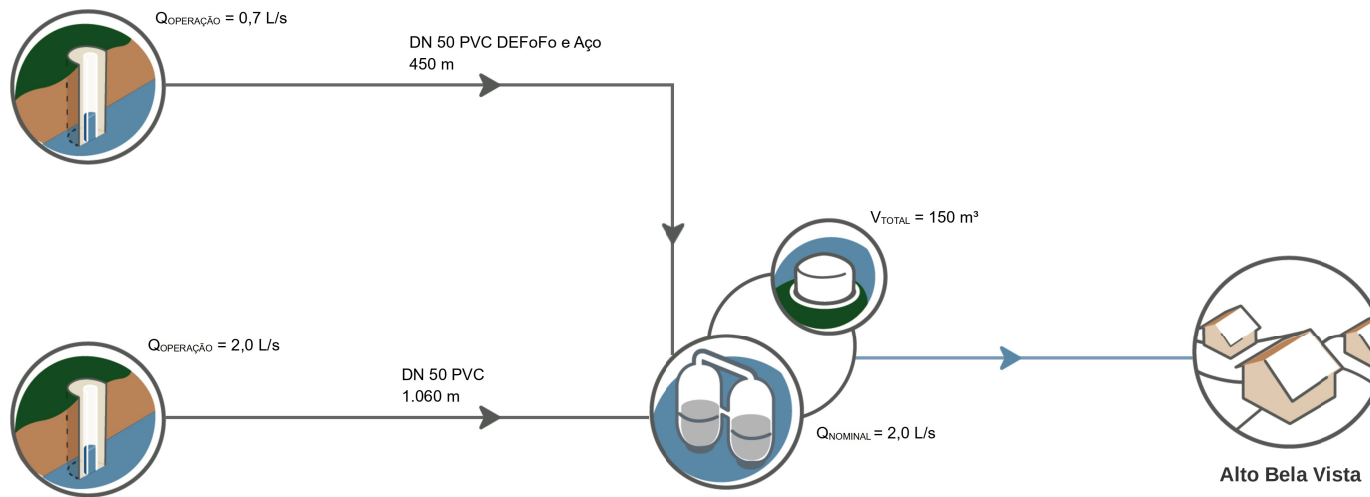 QOPERAÇÃO = 0,7 L/s
DN 50 PVC DEFoFo e Aço
450 m
VTOTAL = 150 m³
QOPERAÇÃO = 2,0 L/s
DN 50 PVC
1.060 m
QNOMINAL = 2,0 L/s
Alto Bela Vista